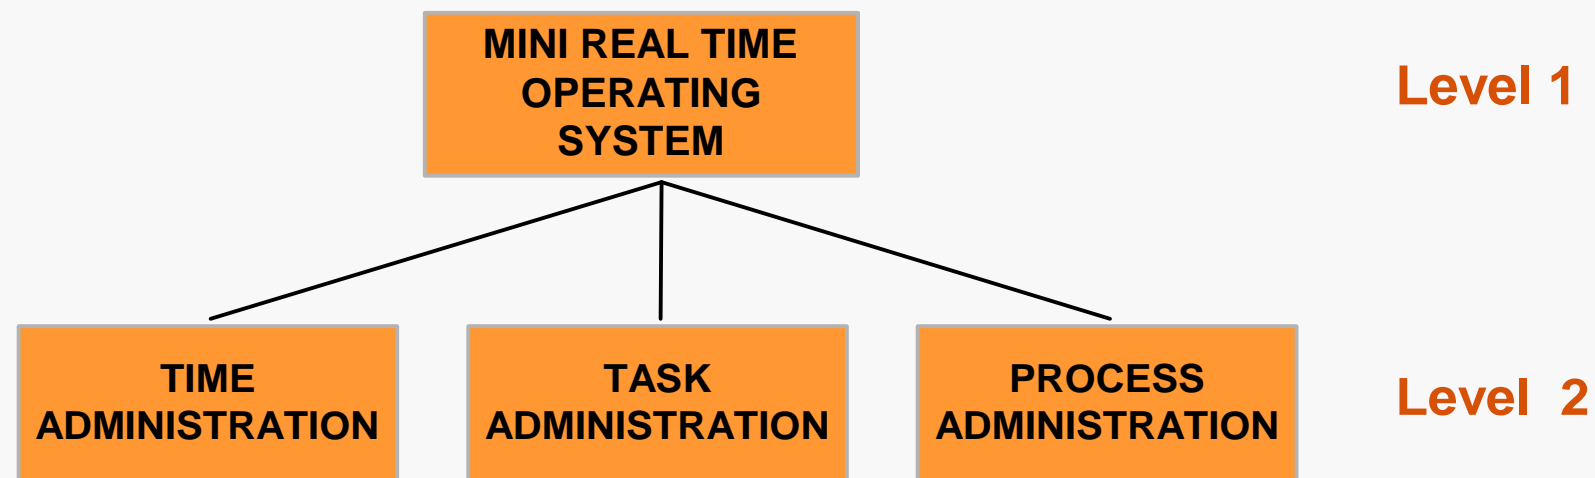 MINI REAL TIME
OPERATING
SYSTEM
Level 1
TIME
ADMINISTRATION
TASK
ADMINISTRATION
PROCESS
ADMINISTRATION
Level 2